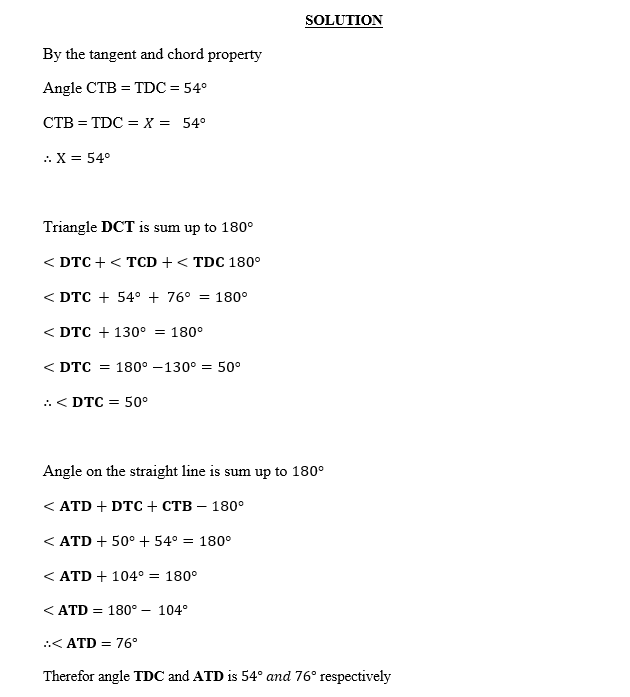 SOLUTION
By the tangent and chord property
Angle CTB = TDC = 54°
CTB = TDC = X = 54°
∴ X = 54°
Triangle DCT is sum up to 180°
< DTC + < TCD + < TDC 180°
< DTC + 54° + 76° = 180°
< DTC + 130° = 180°
< DTC = 180° −130° = 50°
∴ < DTC = 50°
Angle on the straight line is sum up to 180°
< ATD + DTC + CTB − 180°
< ATD + 50° + 54° = 180°
< ATD + 104° = 180°
< ATD = 180° − 104°
∴< ATD = 76°
Therefor angle TDC and ATD is 54° and 76° respectively